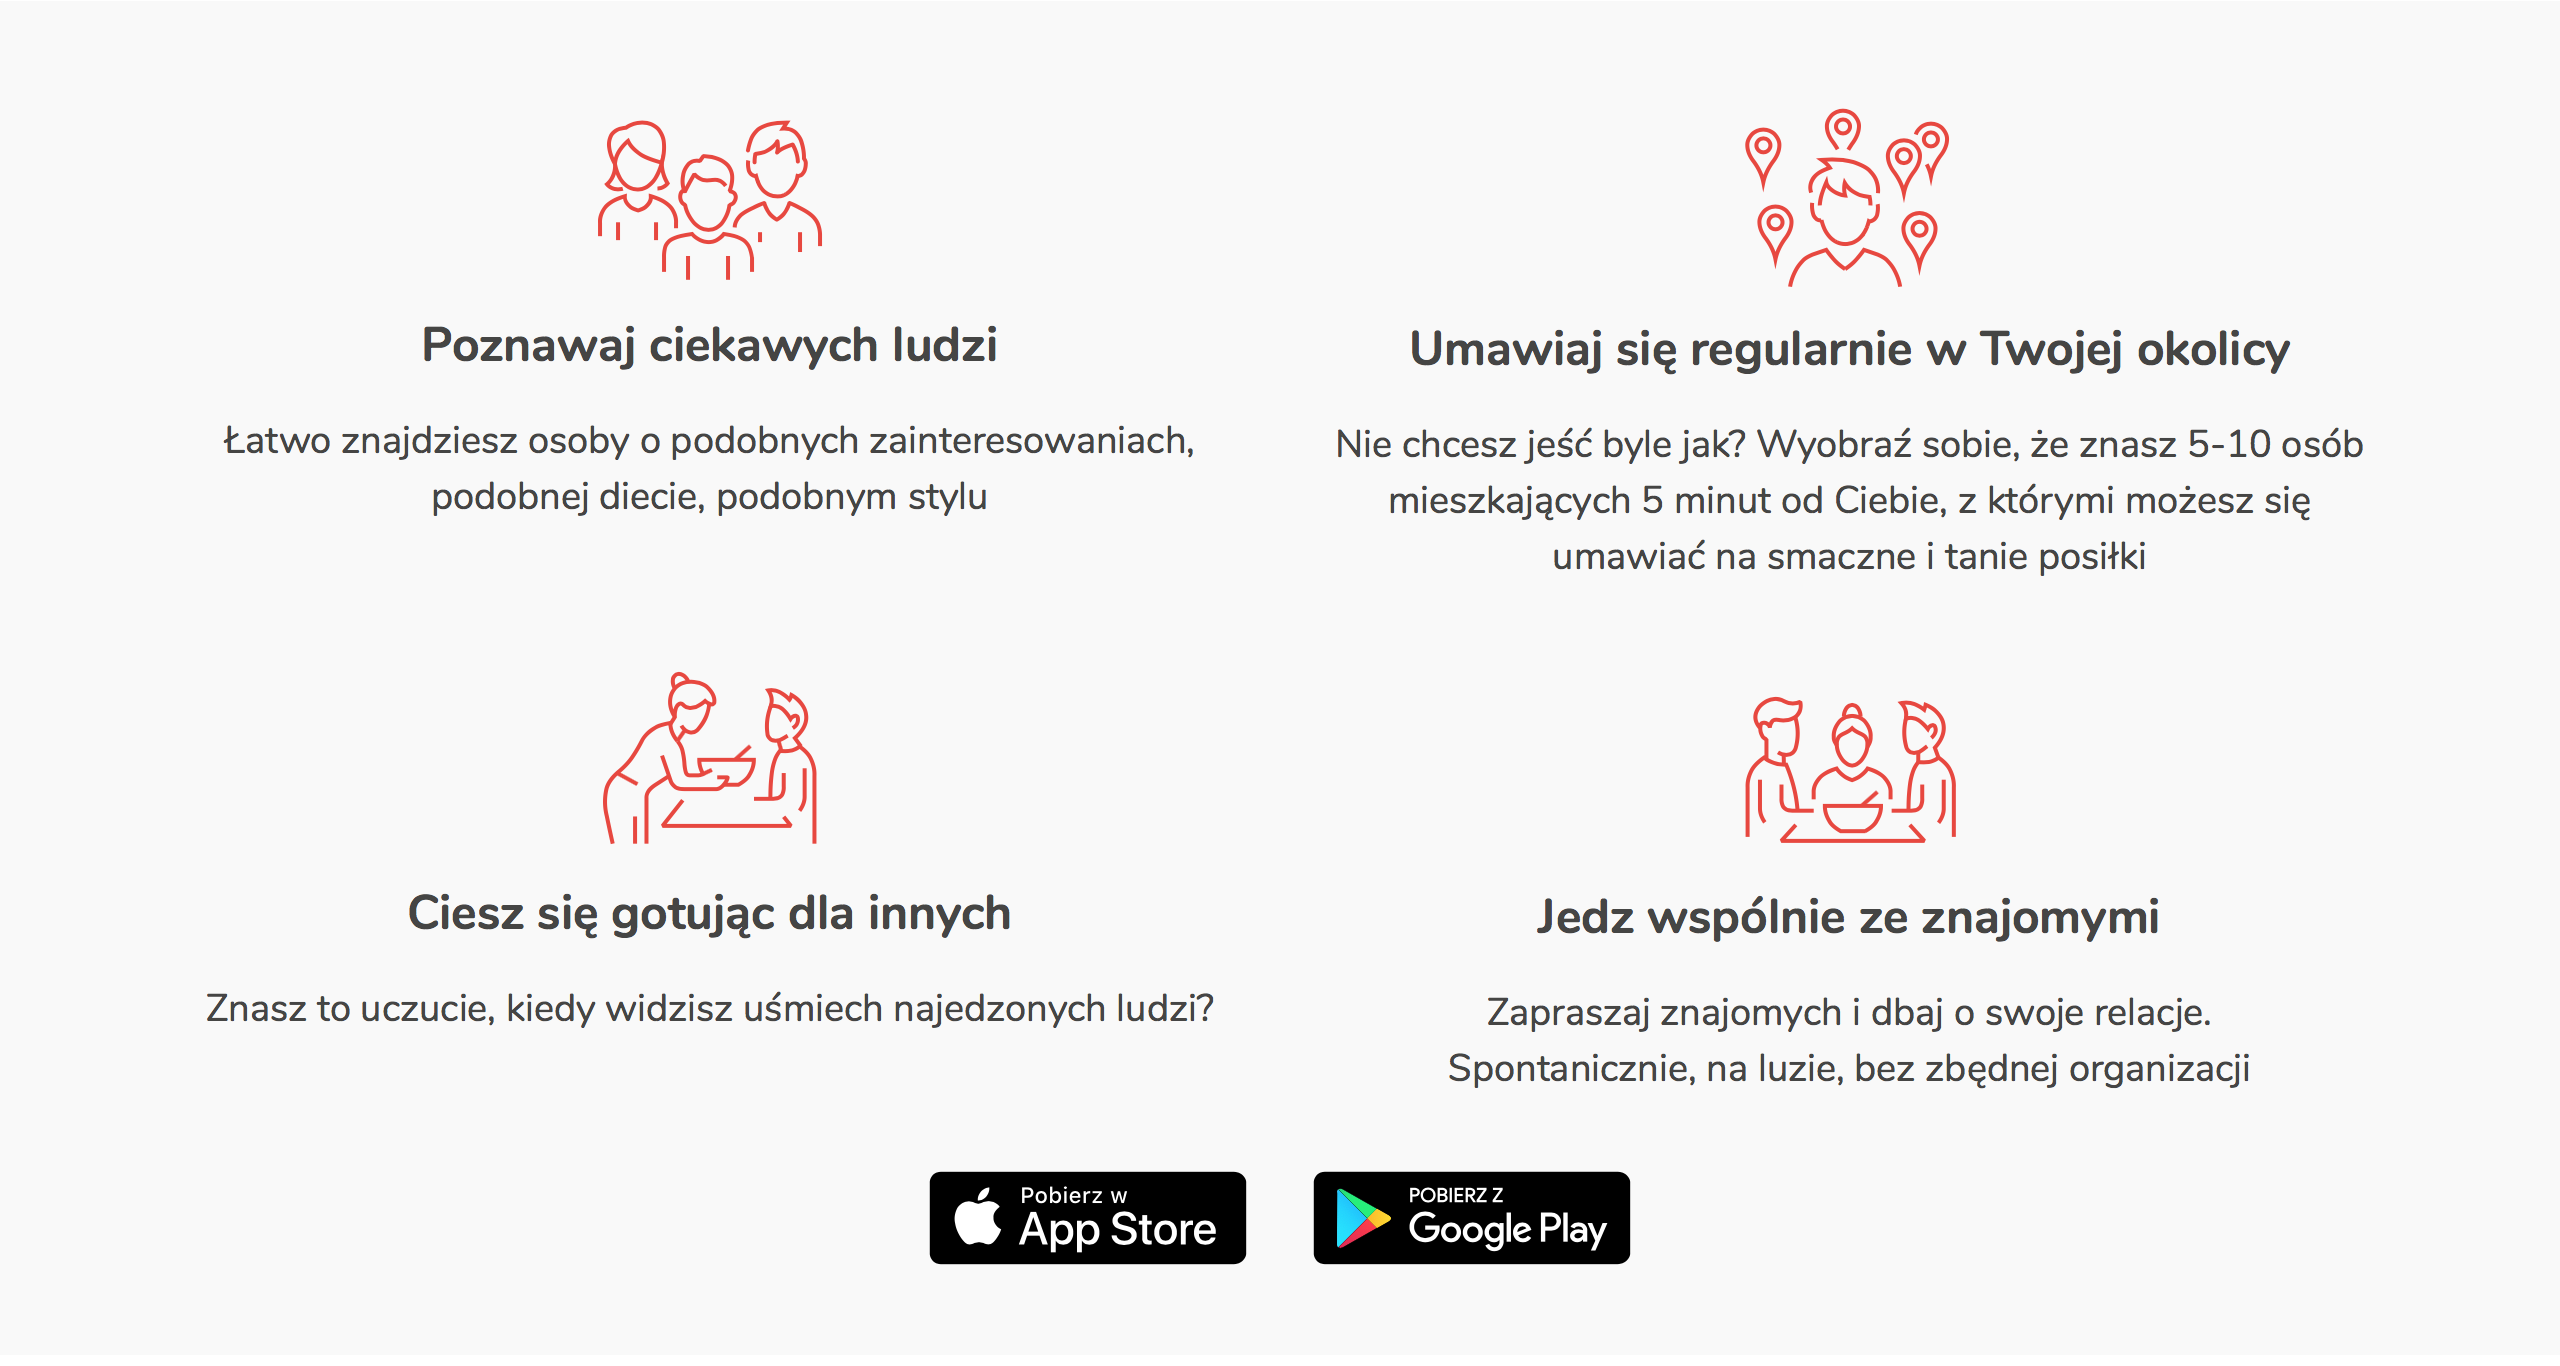 Poznawaj ciekawych ludzi
Łatwo znajdziesz osoby o podobnych zainteresowaniach,
podobnej diecie, podobnym stylu
Umawiaj się regularnie w Twojej okolicy
Nie chcesz jeść byle jak? Wyobraź sobie, że znasz 5-10 osób
mieszkających 5 minut od Ciebie, z którymi możesz się
umawiać na smaczne i tanie posiłki
Ciesz się gotując dla innych
Znasz to uczucie, kiedy widzisz uśmiech najedzonych ludzi?
Jedz wspólnie ze znajomymi
Zapraszaj znajomych i dbaj o swoje relacje.
Spontanicznie, na luzie, bez zbędnej organizacji
Pobierz w
App Store
POBIERZ Z
Google Play